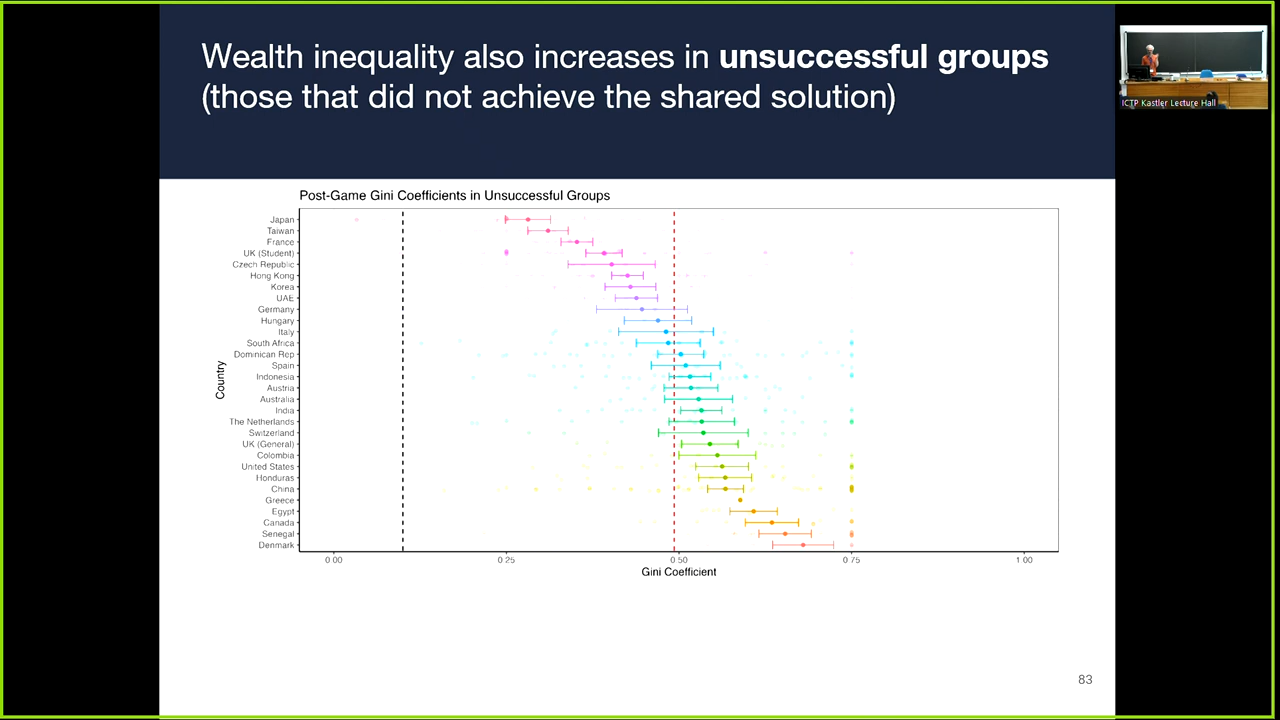 Wealth inequality also increases in unsuccessful groups
(those that did not achieve the shared solution)
ICTP Kastler Lecture Hall
Post-Game Gini Coefficients in Unsuccessful Groups
Country
Japan
Taiwan
France
UK (Student)
Czech Republic
Hong Kong
Korea
UAE
Germany
Hungary
Italy
South Africa
Dominican Rep
Spain
Indonesia
Austria
Australia
India
The Netherlands
Switzerland
UK (General)
Colombia
United States
Honduras
China
Greece
Egypt
Canada
Senegal
Denmark
0.00 0.25 0.50 0.75 1.00
Gini Coefficient
83